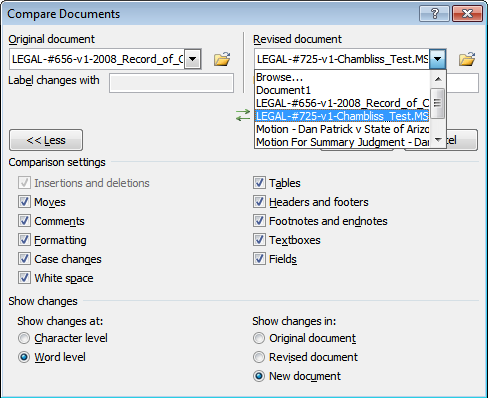 Compare Documents
Original document
Revised document
LEGAL-#656-v1-2008_Record_of_C
LEGAL-#725-v1-Chambliss_Test.MS
Label changes with
Browse...
Document1
LEGAL-#656-v1-2008_Record_of_C
LEGAL-#725-v1-Chambliss_Test.MS
Motion - Dan Patrick v State of Arizo
Motion For Summary Judgment - Dan
<< Less
cel
Comparison settings
Insertions and deletions
Tables
Moves
Headers and footers
Comments
Footnotes and endnotes
Formatting
Textboxes
Case changes
Fields
White space
Show changes
Show changes at:
Show changes in:
Character level
Original document
Word level
Revised document
New document